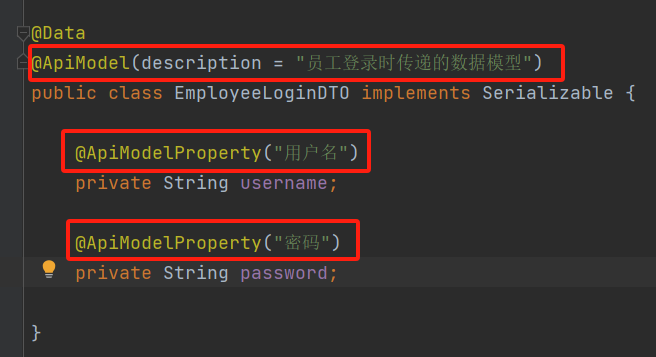 @Data
@ApiModel(description = "员工登录时传递的数据模型")
public class EmployeeLoginDTO implements Serializable {
@ApiModelProperty("用户名")
private String username;
@ApiModelProperty("密码")
private String password;
}